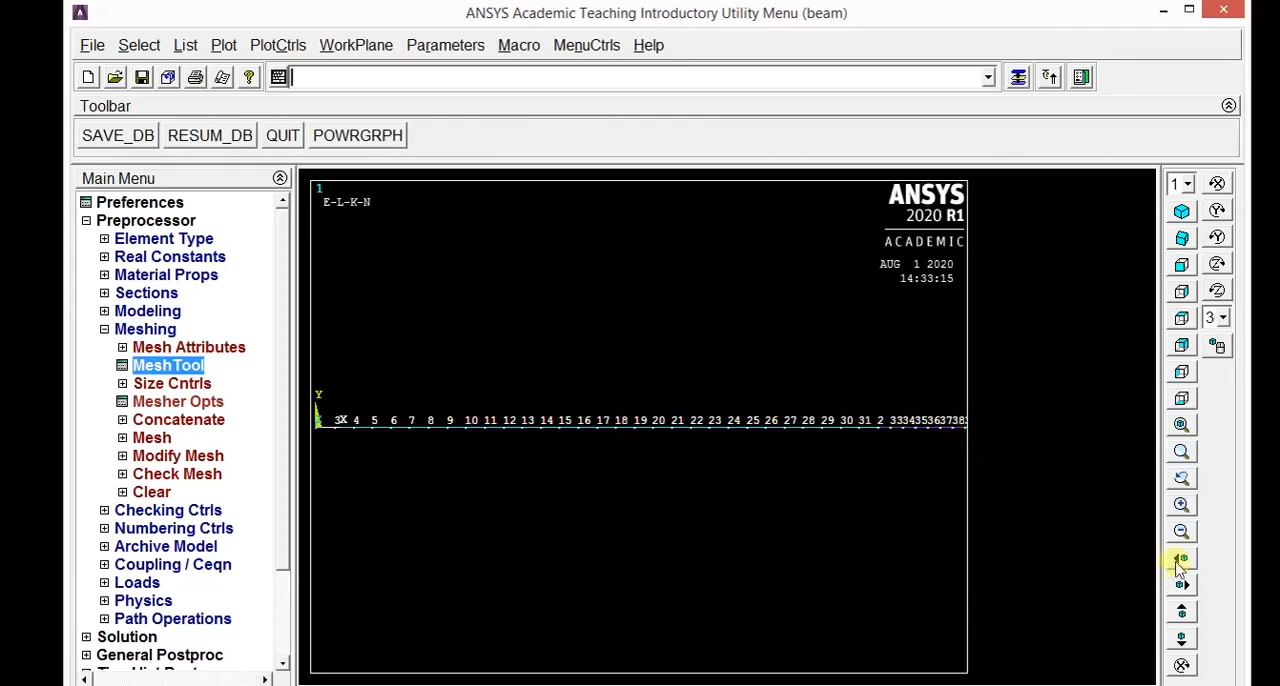 ANSYS Academic Teaching Introductory Utility Menu (beam)
File Select List Plot PlotCtrls WorkPlane Parameters Macro MenuCtrls Help
Toolbar
SAVE_DB RESUM_DB QUIT POWRGRPH
Main Menu
Preferences
Preprocessor
Element Type
Real Constants
Material Props
Sections
Modeling
Meshing
Mesh Attributes
MeshTool
Size Cntrls
Mesher Opts
Concatenate
Mesh
Modify Mesh
Check Mesh
Clear
Checking Ctrls
Numbering Ctrls
Archive Model
Coupling / Ceqn
Loads
Physics
Path Operations
Solution
General Postproc
1
E-L-K-N
ANSYS
2020 R1
ACADEMIC
AUG 1 2020
14:33:15
Y
3X 4 5 6 7 8 9 10 11 12 13 14 15 16 17 18 19 20 21 22 23 24 25 26 27 28 29 30 31 2 33343536373833
1
3